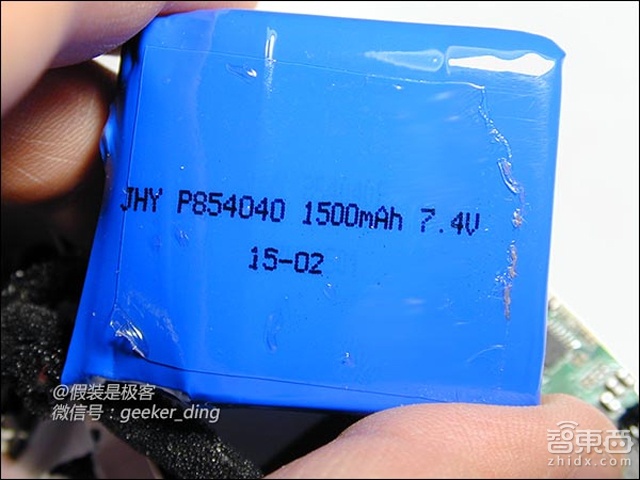 JHY P854040 1500mAh 7.4V
15-02
@假装是极客
微信号：geeker_ding
智東西
zhidx.com